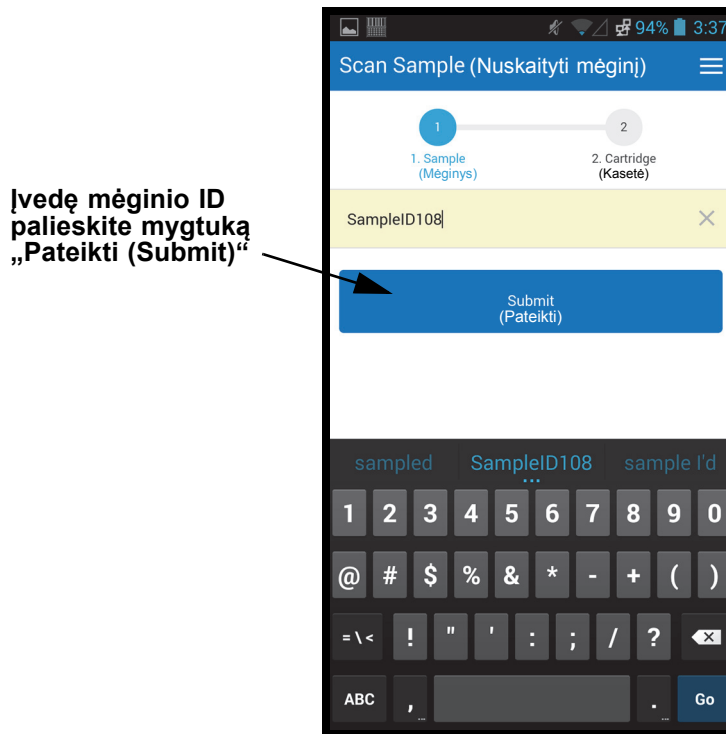 94% 3:37
Scan Sample (Nuskaityti mėginį)
1 2
1. Sample 2. Cartridge
(Mėginys) (Kasetė)
Įvedę mėginio ID
palieskite mygtuką
„Pateikti (Submit)“
SampleID108
Submit
(Pateikti)
sampled SampleID108 sample I'd
1 2 3 4 5 6 7 8 9 0
@ # $ % & * - + ( )
= \ < ! " ' : ; / ?
ABC , . Go